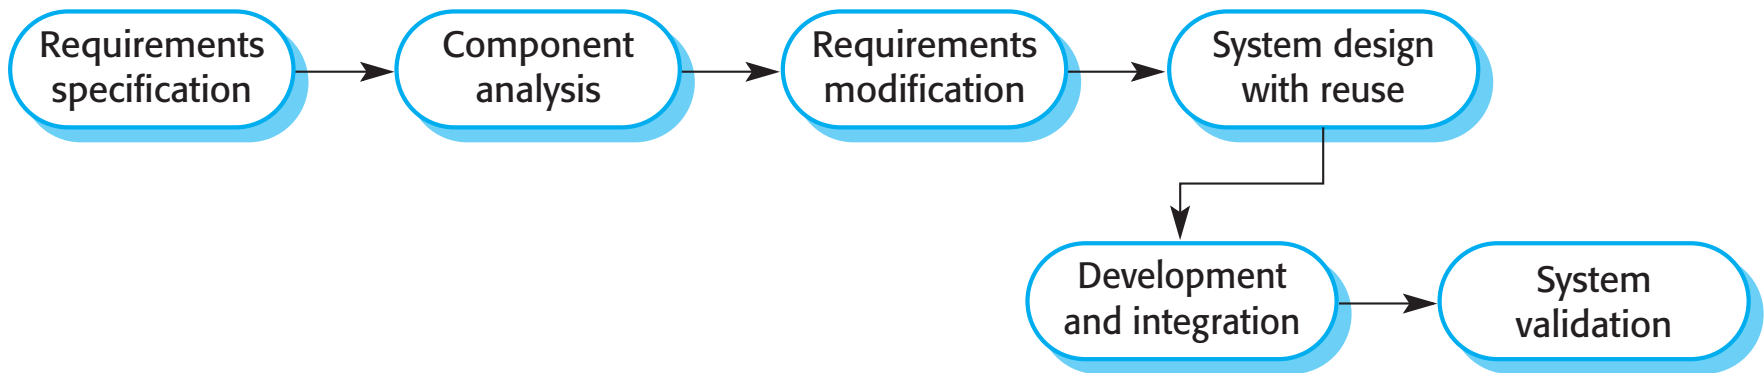 Requirements
specification
Component
analysis
Requirements
modification
System design
with reuse
Development
and integration
System
validation